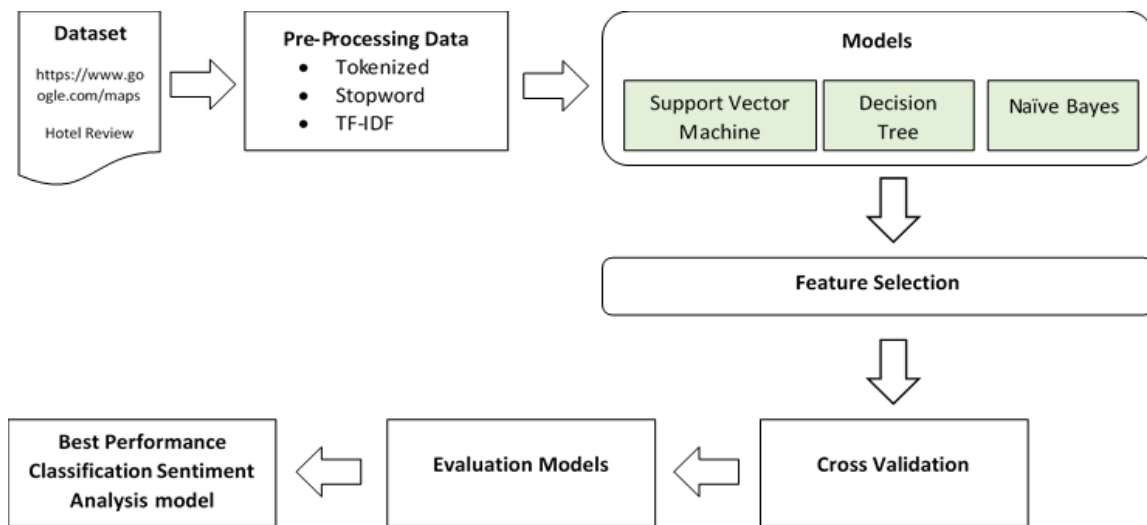 Dataset
https://www.go
ogle.com/maps
Hotel Review
Pre-Processing Data
• Tokenized
• Stopword
• TF-IDF
Models
Support Vector
Machine
Decision
Tree
Naïve Bayes
Feature Selection
Cross Validation
Evaluation Models
Best Performance
Classification Sentiment
Analysis model